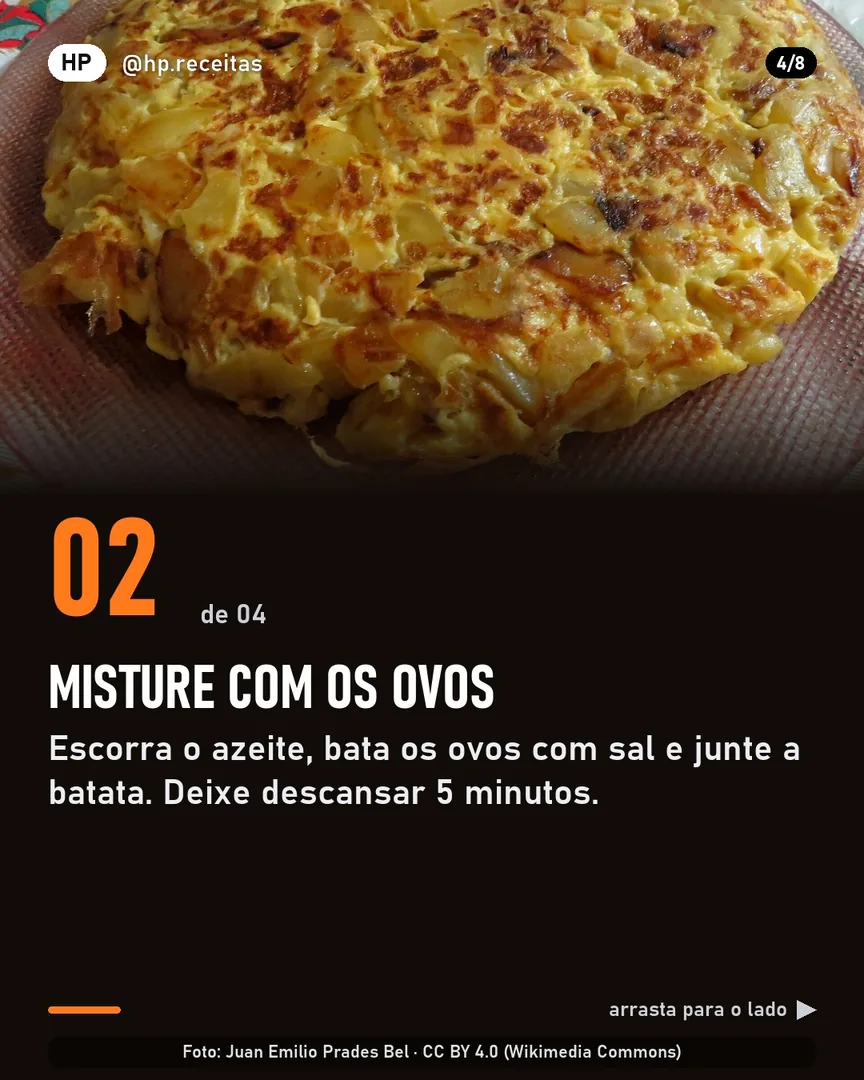 HP @hp.receitas 4/8
02 de 04
MISTURE COM OS OVOS
Escorra o azeite, bata os ovos com sal e junte a
batata. Deixe descansar 5 minutos.
arrasta para o lado ▶
Foto: Juan Emilio Prades Bel · CC BY 4.0 (Wikimedia Commons)